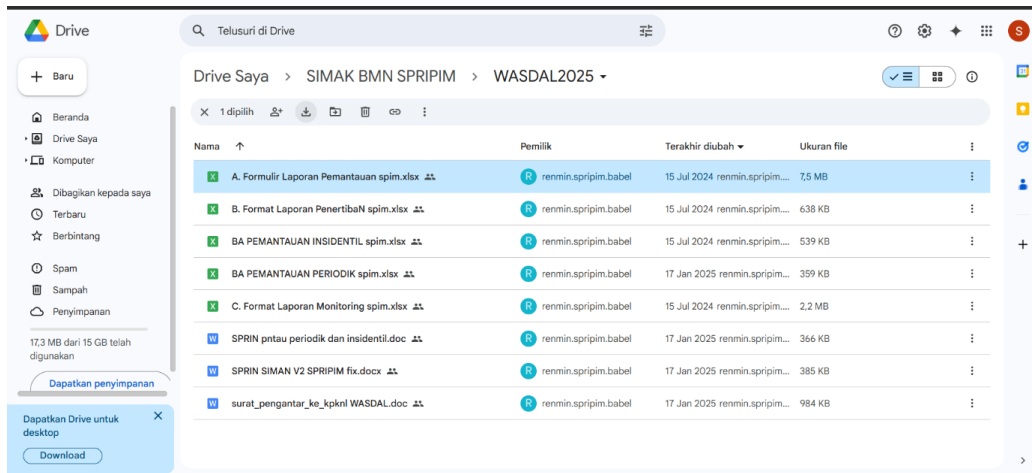 Drive
Telusuri di Drive
S
Baru
Drive Saya > SIMAK BMN SPRIPIM > WASDAL2025
1 dipilih
Beranda
Drive Saya
Komputer
Dibagikan kepada saya
Terbaru
Berbintang
Spam
Sampah
Penyimpanan
17,3 MB dari 15 GB telah
digunakan
Dapatkan penyimpanan
Dapatkan Drive untuk
desktop
Download
Nama Pemilik Terakhir diubah Ukuran file
A. Formulir Laporan Pemantauan spim.xlsx R renmin.spripim.babel 15 Jul 2024 renmin.spripim.... 7,5 MB
B. Format Laporan PenertibaN spim.xlsx R renmin.spripim.babel 15 Jul 2024 renmin.spripim.... 638 KB
BA PEMANTAUAN INSIDENTIL spim.xlsx R renmin.spripim.babel 15 Jul 2024 renmin.spripim.... 539 KB
BA PEMANTAUAN PERIODIK spim.xlsx R renmin.spripim.babel 17 Jan 2025 renmin.spripim... 359 KB
C. Format Laporan Monitoring spim.xlsx R renmin.spripim.babel 15 Jul 2024 renmin.spripim.... 2,2 MB
SPRIN pntau periodik dan insidentil.doc R renmin.spripim.babel 17 Jan 2025 renmin.spripim... 366 KB
SPRIN SIMAN V2 SPRIPIM fix.docx R renmin.spripim.babel 17 Jan 2025 renmin.spripim... 385 KB
surat_pengantar_ke_kpknl WASDAL.doc R renmin.spripim.babel 17 Jan 2025 renmin.spripim... 984 KB